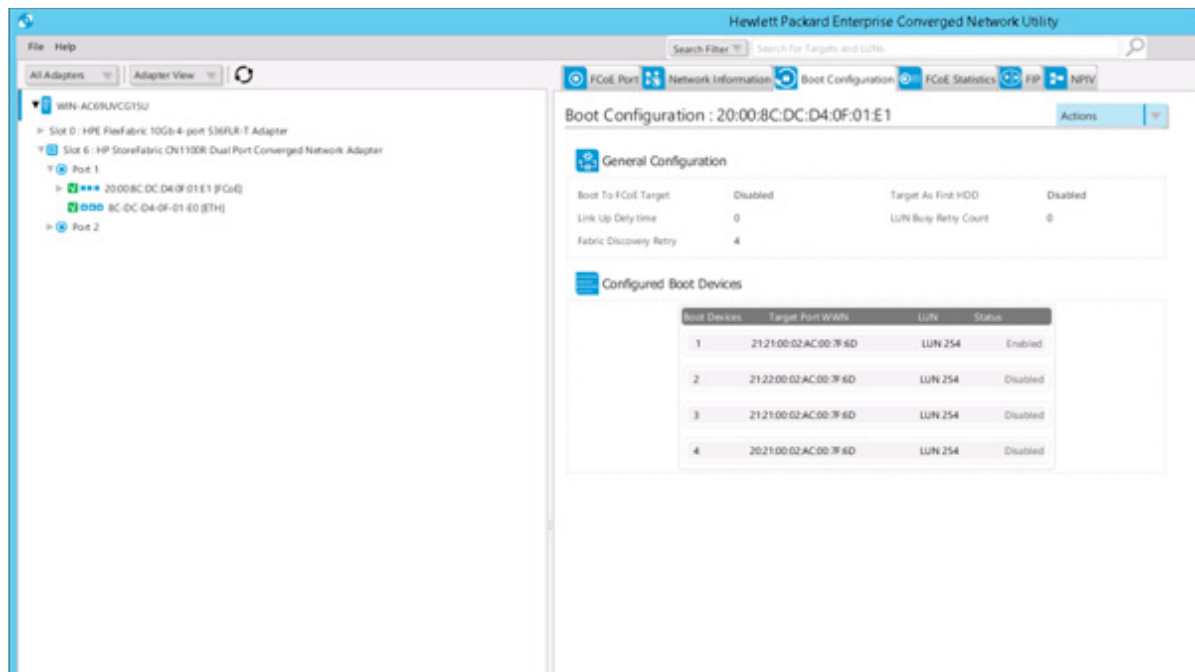 Hewlett Packard Enterprise Converged Network Utility
File Help
Search Filter Search for Targets and LUNs.
All Adapters Adapter View
FCoE Port Network Information Boot Configuration FCoE Statistics FIP NPIV
WIN-AC69UVCG15U
Slot 0 : HPE FlexFabric 10Gb 4-port 536FLR-T Adapter
Slot 6 : HP StoreFabric CN1100R Dual Port Converged Network Adapter
Port 1
20:00:8C:DC:D4:0F:01:E1 [FCoE]
8C-DC-D4-0F-01-E0 [ETH]
Port 2
Boot Configuration : 20:00:8C:DC:D4:0F:01:E1 Actions
General Configuration
Boot To FCoE Target Disabled Target As First HDD Disabled
Link Up Dely time 0 LUN Busy Retry Count 0
Fabric Discovery Retry 4
Configured Boot Devices
Boot Devices Target Port WWN LUN Status
1 21:21:00:02:AC:00:7F:6D LUN 254 Enabled
2 21:22:00:02:AC:00:7F:6D LUN 254 Disabled
3 21:21:00:02:AC:00:7F:6D LUN 254 Disabled
4 20:21:00:02:AC:00:7F:6D LUN 254 Disabled